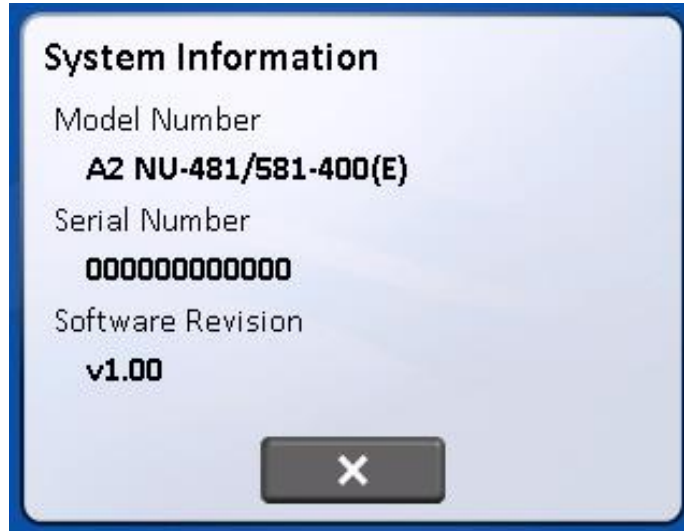 System Information
Model Number
A2 NU-481/581-400(E)
Serial Number
000000000000
Software Revision
v1.00